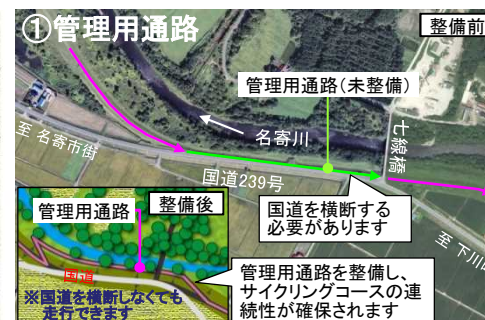 ①管理用通路
整備前
管理用通路(未整備)
名寄川
七線橋
至 名寄市街
国道239号
国道を横断する
必要があります
至 下川
整備後
管理用通路
国道
※国道を横断しなくても
走行できます
管理用通路を整備し、
サイクリングコースの連
続性が確保されます